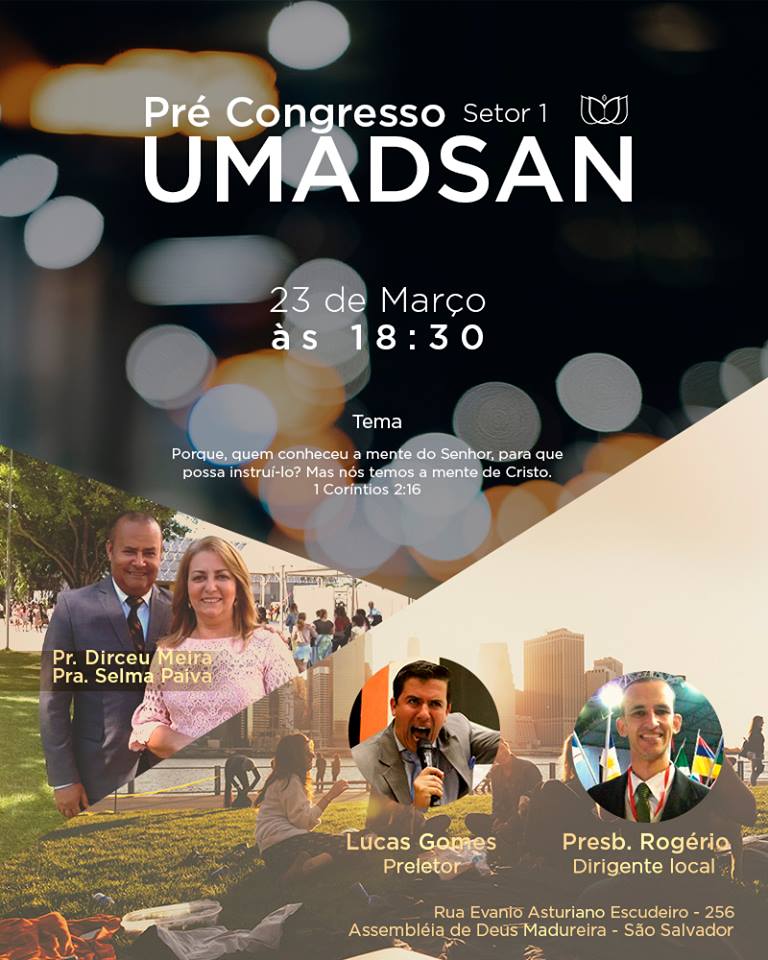 Pré Congresso Setor 1
UMADSAN
23 de Março
às 18:30
Tema
Porque, quem conheceu a mente do Senhor, para que
possa instruí-lo? Mas nós temos a mente de Cristo.
1 Coríntios 2:16
Pr. Dirceu Meira
Pra. Selma Paiva
Lucas Gomes
Preletor
Presb. Rogério
Dirigente local
Rua Evanio Asturiano Escudeiro - 256
Assembléia de Deus Madureira - São Salvador